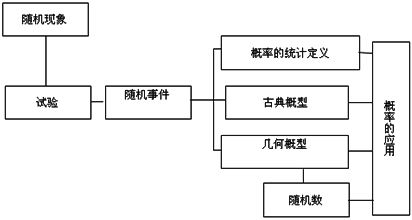 随机现象
试验
随机事件
概率的统计定义
古典概型
几何概型
随机数
概率的应用